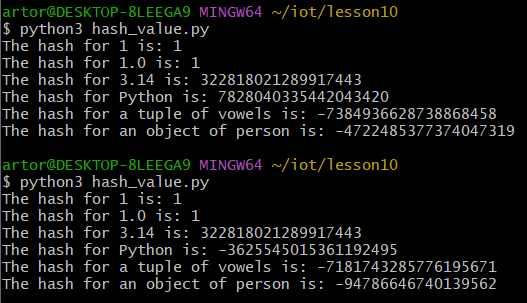 artor@DESKTOP-8LEEGA9 MINGW64 ~/iot/lesson10
$ python3 hash_value.py
The hash for 1 is: 1
The hash for 1.0 is: 1
The hash for 3.14 is: 322818021289917443
The hash for Python is: 7828040335442043420
The hash for a tuple of vowels is: -7384936628738868458
The hash for an object of person is: -4722485377374047319
artor@DESKTOP-8LEEGA9 MINGW64 ~/iot/lesson10
$ python3 hash_value.py
The hash for 1 is: 1
The hash for 1.0 is: 1
The hash for 3.14 is: 322818021289917443
The hash for Python is: -3625545015361192495
The hash for a tuple of vowels is: -7181743285776195671
The hash for an object of person is: -94786646740139562